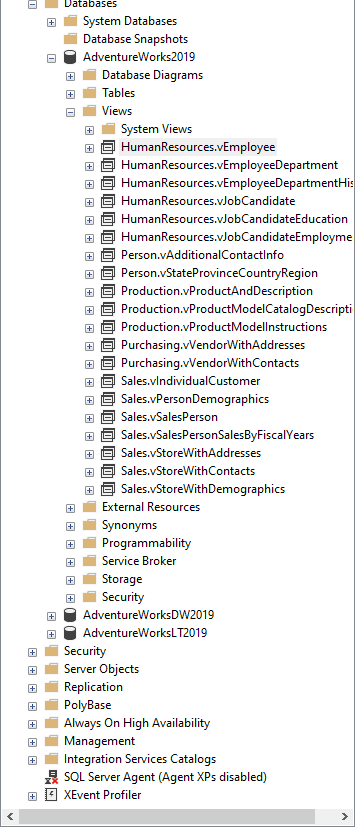 Databases
System Databases
Database Snapshots
AdventureWorks2019
Database Diagrams
Tables
Views
System Views
HumanResources.vEmployee
HumanResources.vEmployeeDepartment
HumanResources.vEmployeeDepartmentHis
HumanResources.vJobCandidate
HumanResources.vJobCandidateEducation
HumanResources.vJobCandidateEmployme
Person.vAdditionalContactInfo
Person.vStateProvinceCountryRegion
Production.vProductAndDescription
Production.vProductModelCatalogDescripti
Production.vProductModelInstructions
Purchasing.vVendorWithAddresses
Purchasing.vVendorWithContacts
Sales.vIndividualCustomer
Sales.vPersonDemographics
Sales.vSalesPerson
Sales.vSalesPersonSalesByFiscalYears
Sales.vStoreWithAddresses
Sales.vStoreWithContacts
Sales.vStoreWithDemographics
External Resources
Synonyms
Programmability
Service Broker
Storage
Security
AdventureWorksDW2019
AdventureWorksLT2019
Security
Server Objects
Replication
PolyBase
Always On High Availability
Management
Integration Services Catalogs
SQL Server Agent (Agent XPs disabled)
XEvent Profiler